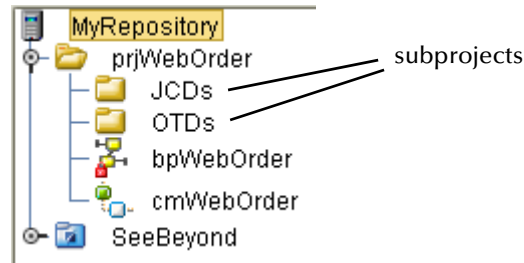 MyRepository
prjWebOrder
subprojects
JCDs
OTDs
bpWebOrder
cmWebOrder
SeeBeyond